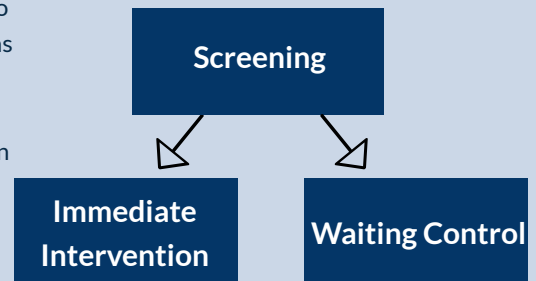 Screening
Immediate
Intervention
Waiting Control